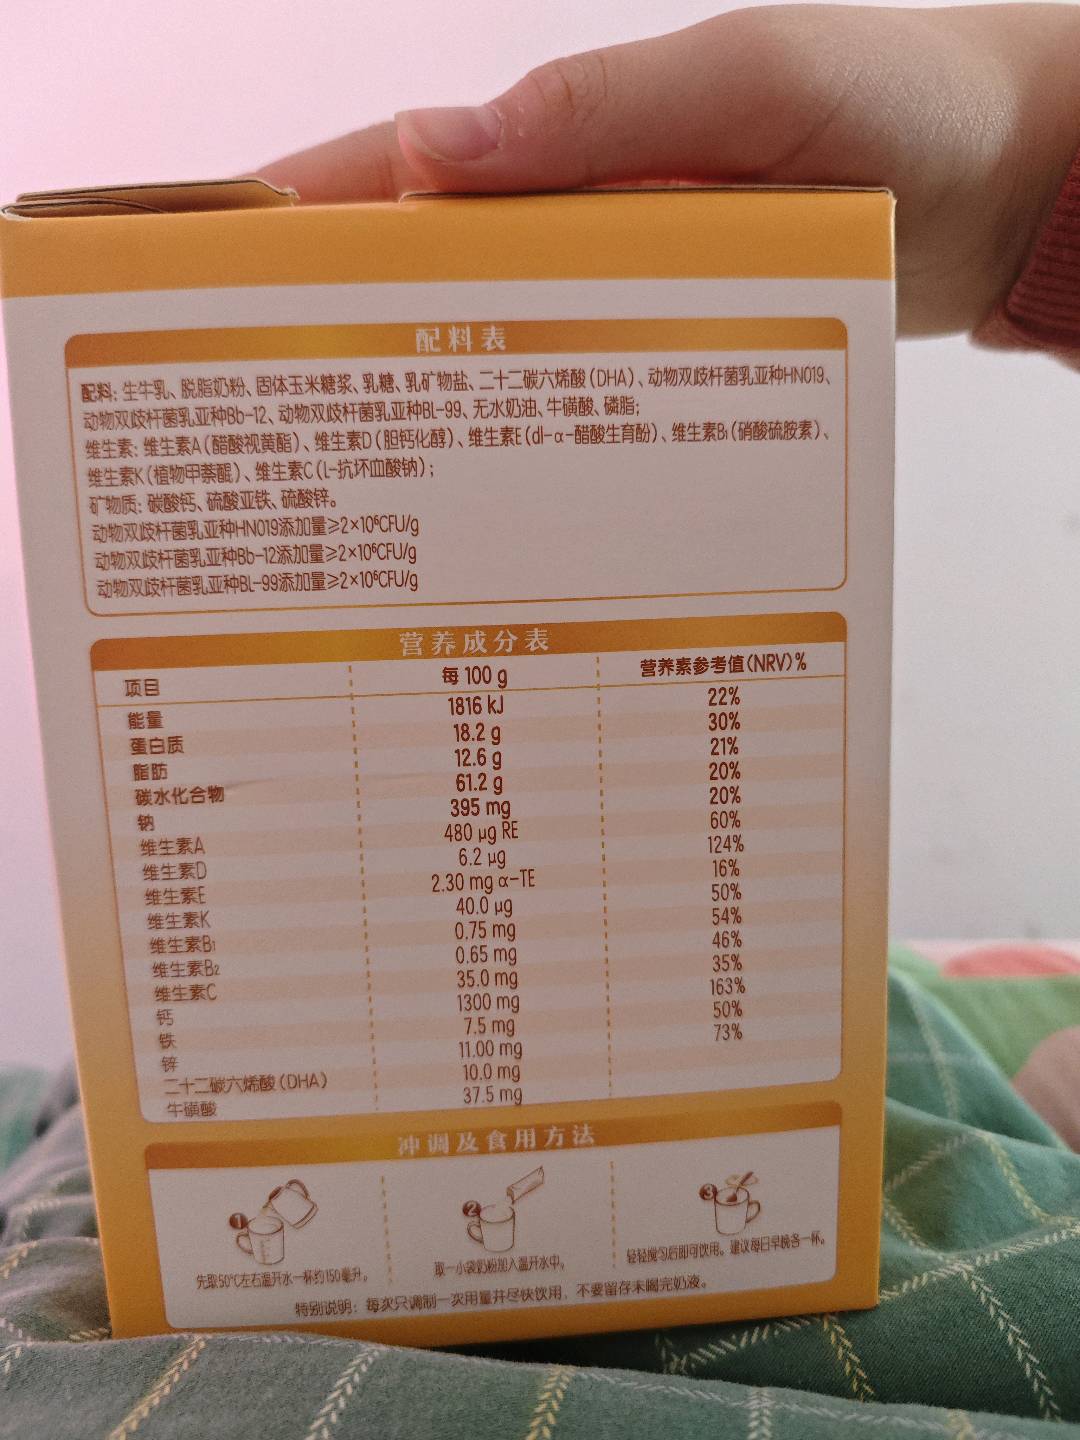 配料表
配料: 生牛乳、脱脂奶粉、固体玉米糖浆、乳糖、乳矿物盐、二十二碳六烯酸(DHA)、动物双歧杆菌乳亚种HN019、
动物双歧杆菌乳亚种Bb-12、动物双歧杆菌乳亚种BL-99、无水奶油、牛磺酸、磷脂;
维生素: 维生素A(醋酸视黄酯)、维生素D(胆钙化醇)、维生素E(dl-α-醋酸生育酚)、维生素B₁(硝酸硫胺素)、
维生素K(植物甲萘醌)、维生素C(L-抗坏血酸钠);
矿物质: 碳酸钙、硫酸亚铁、硫酸锌。
动物双歧杆菌乳亚种HN019添加量≥2×10⁶CFU/g
动物双歧杆菌乳亚种Bb-12添加量≥2×10⁶CFU/g
动物双歧杆菌乳亚种BL-99添加量≥2×10⁶CFU/g
营养成分表
项目 每 100 g 营养素参考值(NRV)%
能量 1816 kJ 22%
蛋白质 18.2 g 30%
脂肪 12.6 g 21%
碳水化合物 61.2 g 20%
钠 395 mg 20%
维生素A 480 μg RE 60%
维生素D 6.2 μg 124%
维生素E 2.30 mg α-TE 16%
维生素K 40.0 μg 50%
维生素B₁ 0.75 mg 54%
维生素B₂ 0.65 mg 46%
维生素C 35.0 mg 35%
钙 1300 mg 163%
铁 7.5 mg 50%
锌 11.00 mg 73%
二十二碳六烯酸(DHA) 10.0 mg
牛磺酸 37.5 mg
冲调及食用方法
1
2
3
先取50℃左右温开水一杯约150毫升。
取一小袋奶粉加入温开水中。
轻轻搅匀后即可饮用。建议每日早晚各一杯。
特别说明: 每次只调制一次用量并尽快饮用, 不要留存未喝完奶液。